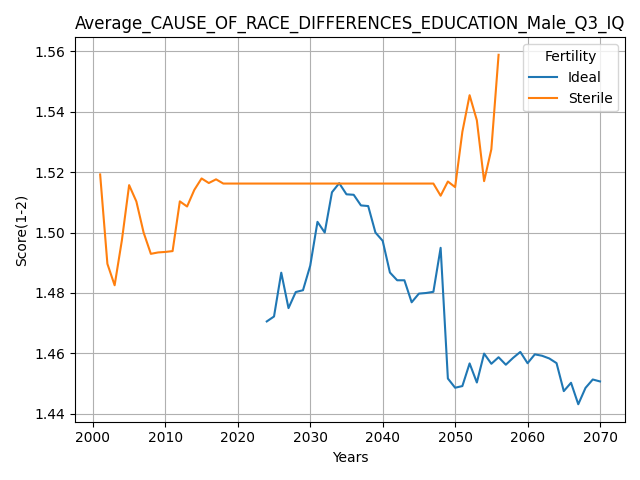 Average_CAUSE_OF_RACE_DIFFERENCES_EDUCATION_Male_Q3_IQ
Fertility
Ideal
Sterile
Score(1-2)
1.56
1.54
1.52
1.50
1.48
1.46
1.44
2000 2010 2020 2030 2040 2050 2060 2070
Years